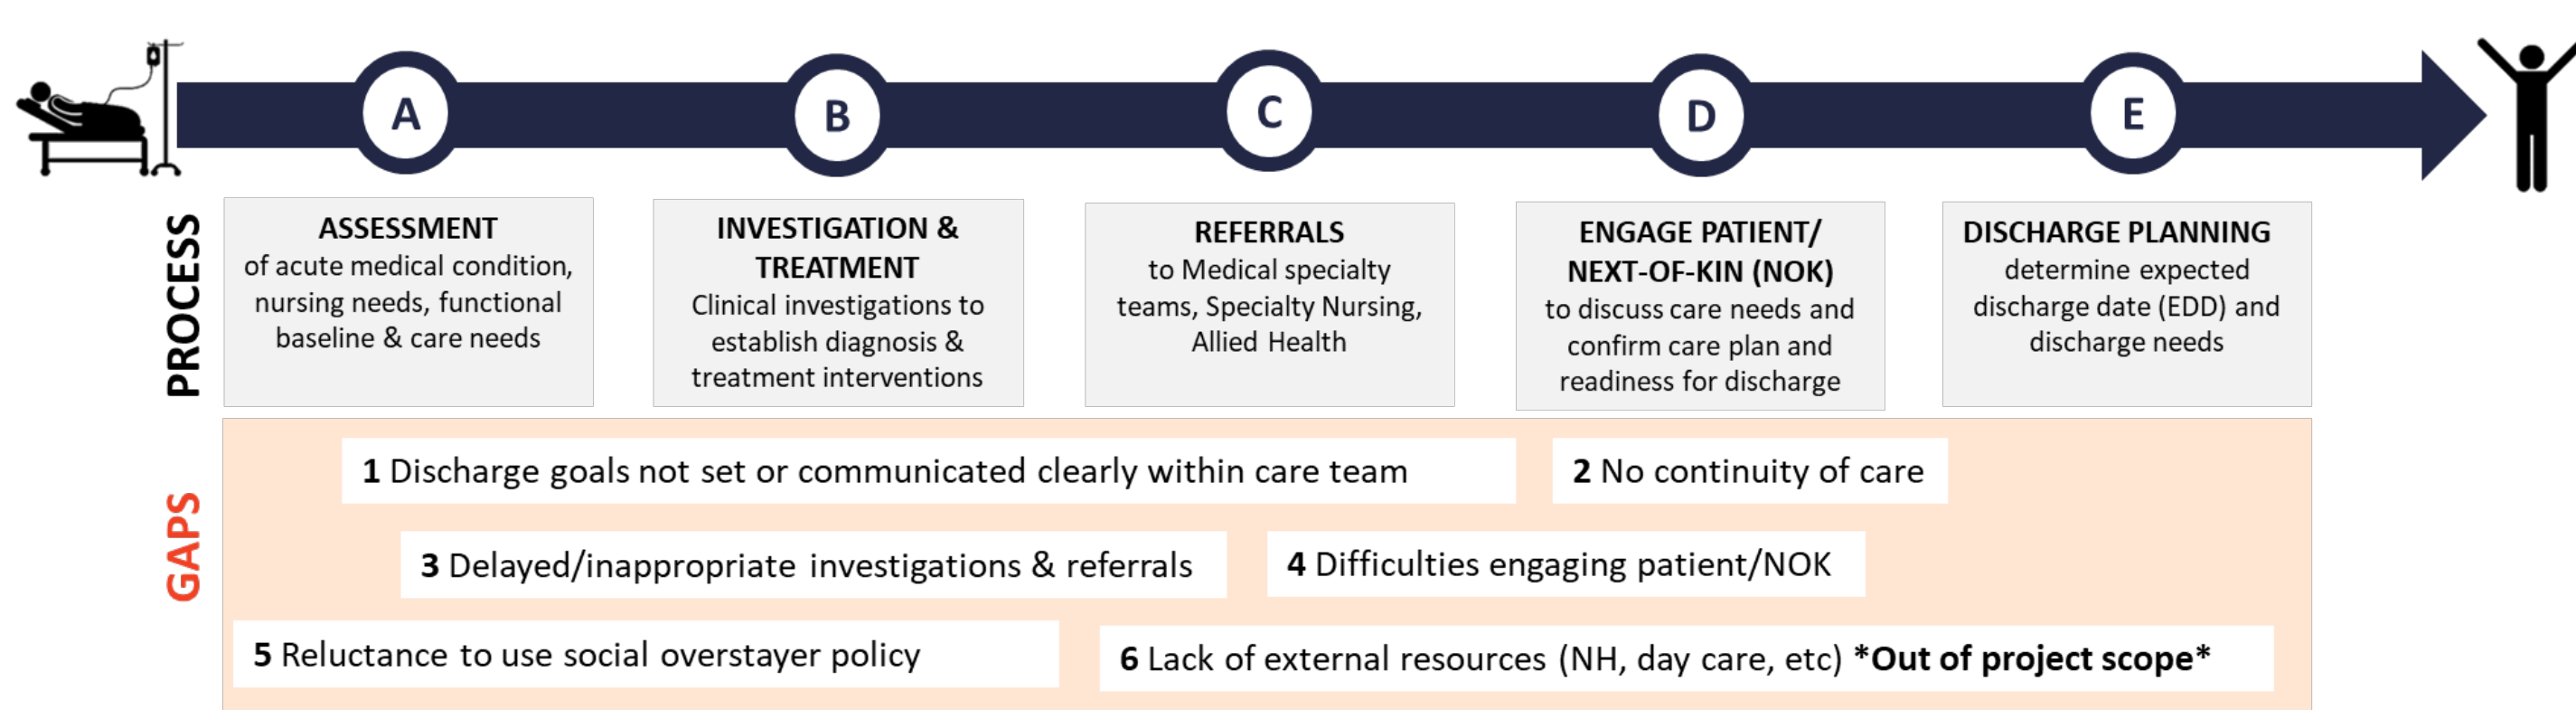 A
B
C
D
E
PROCESS
ASSESSMENT
of acute medical condition,
nursing needs, functional
baseline & care needs
INVESTIGATION &
TREATMENT
Clinical investigations to
establish diagnosis &
treatment interventions
REFERRALS
to Medical specialty
teams, Specialty Nursing,
Allied Health
ENGAGE PATIENT/
NEXT-OF-KIN (NOK)
to discuss care needs and
confirm care plan and
readiness for discharge
DISCHARGE PLANNING
determine expected
discharge date (EDD) and
discharge needs
GAPS
1 Discharge goals not set or communicated clearly within care team
2 No continuity of care
3 Delayed/inappropriate investigations & referrals
4 Difficulties engaging patient/NOK
5 Reluctance to use social overstayer policy
6 Lack of external resources (NH, day care, etc) *Out of project scope*